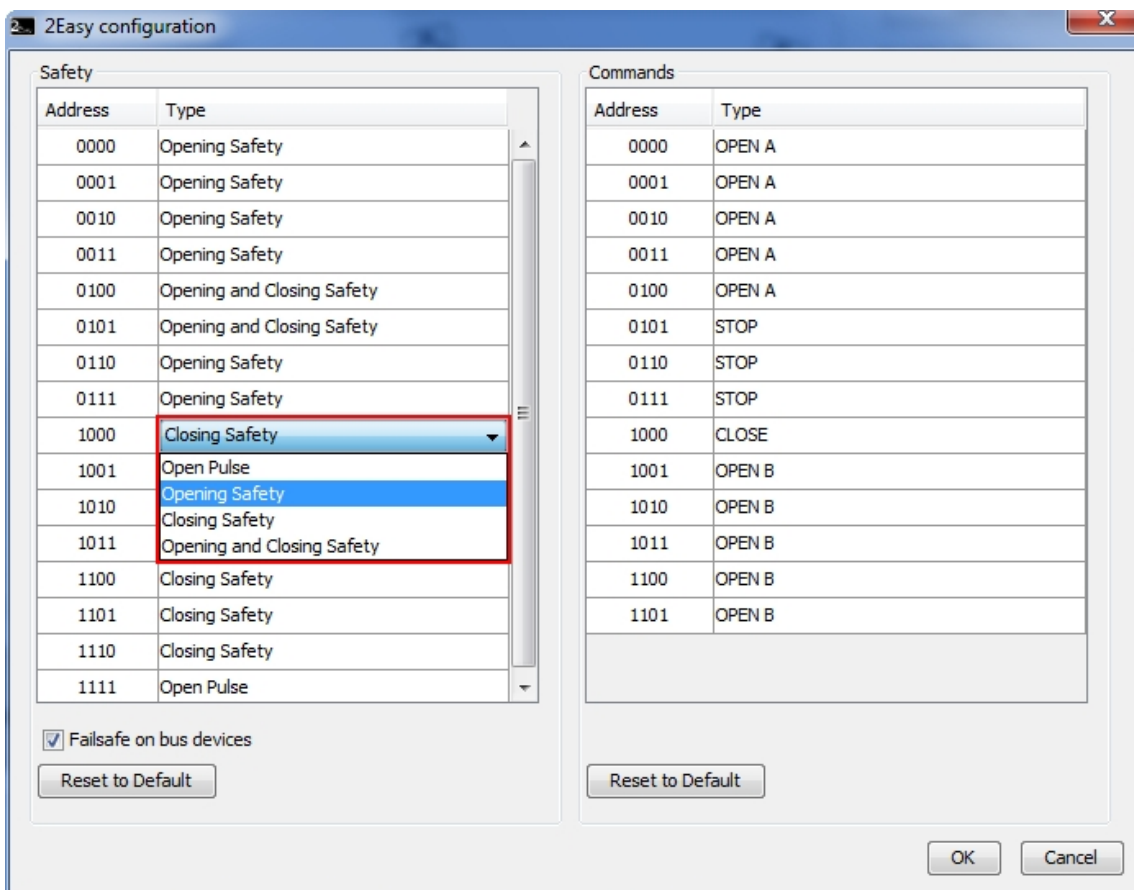 2Easy configuration
Safety
Address Type
0000 Opening Safety
0001 Opening Safety
0010 Opening Safety
0011 Opening Safety
0100 Opening and Closing Safety
0101 Opening and Closing Safety
0110 Opening Safety
0111 Opening Safety
1000 Closing Safety
1001 Open Pulse
Opening Safety
1010
Closing Safety
1011 Opening and Closing Safety
1100 Closing Safety
1101 Closing Safety
1110 Closing Safety
1111 Open Pulse
Failsafe on bus devices
Reset to Default
Commands
Address Type
0000 OPEN A
0001 OPEN A
0010 OPEN A
0011 OPEN A
0100 OPEN A
0101 STOP
0110 STOP
0111 STOP
1000 CLOSE
1001 OPEN B
1010 OPEN B
1011 OPEN B
1100 OPEN B
1101 OPEN B
Reset to Default
OK Cancel